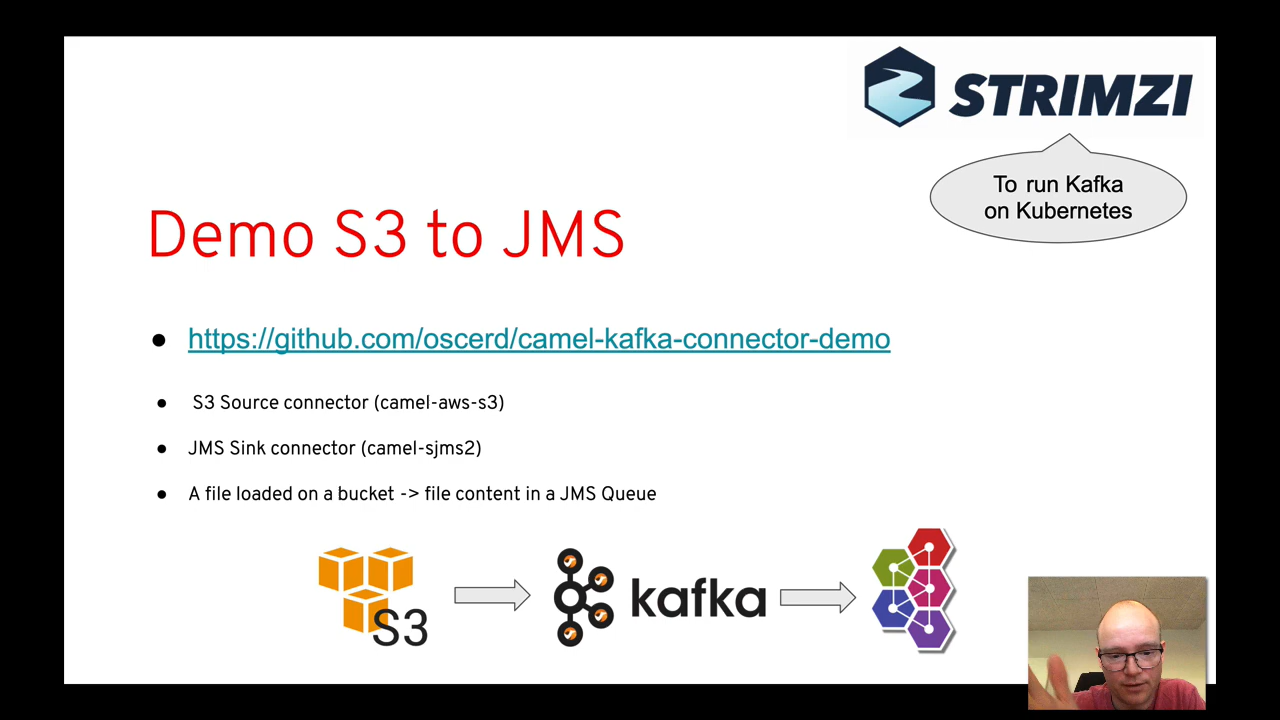 STRIMZI
To run Kafka
on Kubernetes
Demo S3 to JMS
https://github.com/oscerd/camel-kafka-connector-demo
S3 Source connector (camel-aws-s3)
JMS Sink connector (camel-sjms2)
A file loaded on a bucket -> file content in a JMS Queue
S3
kafka